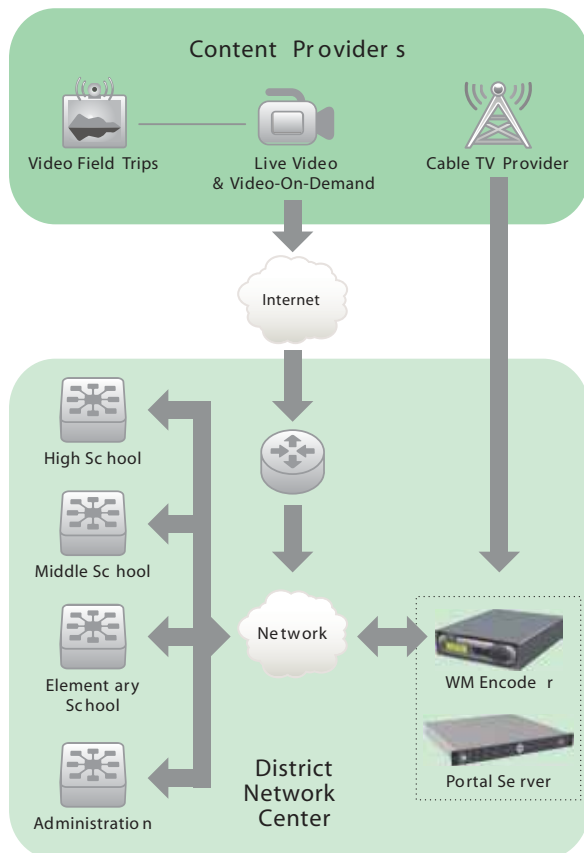 Content Providers
Video Field Trips
Live Video
& Video-On-Demand
Cable TV Provider
Internet
High School
Middle School
Elementary
School
Administration
Network
WM Encoder
Portal Server
District
Network
Center